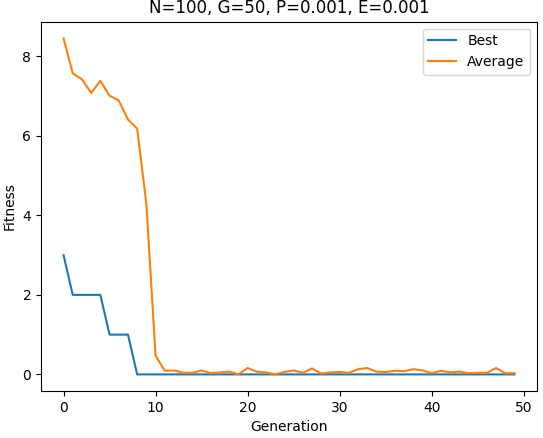 N=100, G=50, P=0.001, E=0.001
Best
Average
8
6
4
2
0
Fitness
0 10 20 30 40 50
Generation